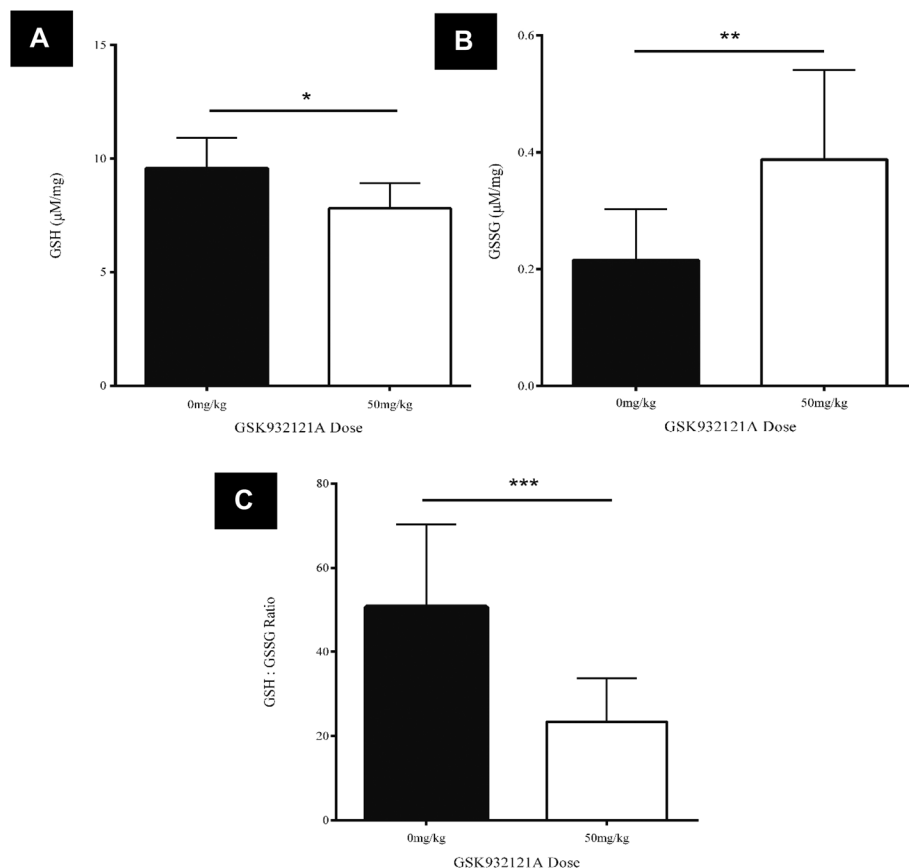 A
15
10
5
0
GSH (µM/mg)
*
0mg/kg
50mg/kg
GSK932121A Dose
B
0.6
0.4
0.2
0.0
GSSG (µM/mg)
**
0mg/kg
50mg/kg
GSK932121A Dose
C
80
60
40
20
0
GSH : GSSG Ratio
***
0mg/kg
50mg/kg
GSK932121A Dose